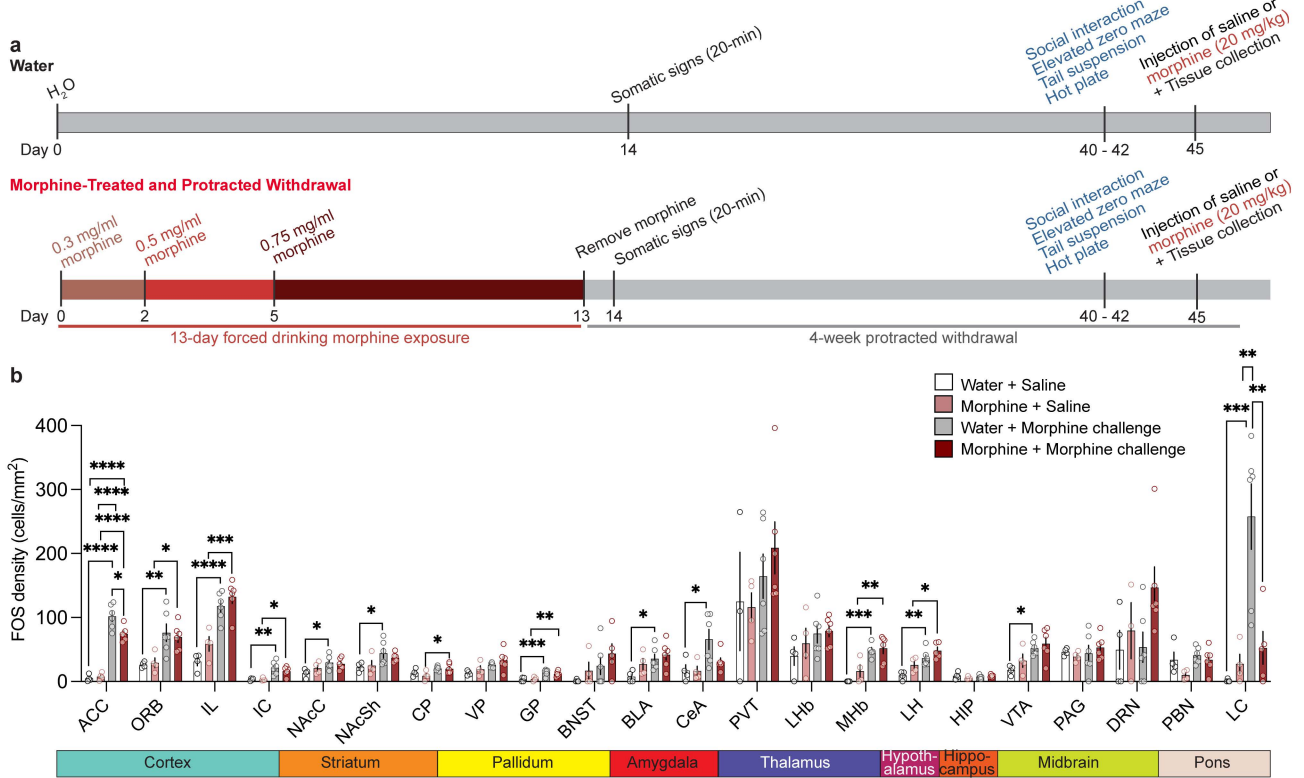 a
Water
H2O
Somatic signs (20-min)
Social interaction
Elevated zero maze
Tail suspension
Hot plate
Injection of saline or
morphine (20 mg/kg)
+ Tissue collection
Day 0 14 40 - 42 45
Morphine-Treated and Protracted Withdrawal
0.3 mg/ml
morphine
0.5 mg/ml
morphine
0.75 mg/ml
morphine
Remove morphine
Somatic signs (20-min)
Social interaction
Elevated zero maze
Tail suspension
Hot plate
Injection of saline or
morphine (20 mg/kg)
+ Tissue collection
Day 0 2 5 13 14 40 - 42 45
13-day forced drinking morphine exposure
4-week protracted withdrawal
b
Water + Saline
Morphine + Saline
Water + Morphine challenge
Morphine + Morphine challenge
FOS density (cells/mm²)
400
300
200
100
0
****
****
****
****
*
**
*
****
***
**
*
*
*
*
***
**
*
*
***
**
**
*
*
***
**
**
ACC ORB IL IC NAcC NAcSh CP VP GP BNST BLA CeA PVT LHb MHb LH HIP VTA PAG DRN PBN LC
Cortex Striatum Pallidum Amygdala Thalamus Hypoth-alamus Hippo-campus Midbrain Pons